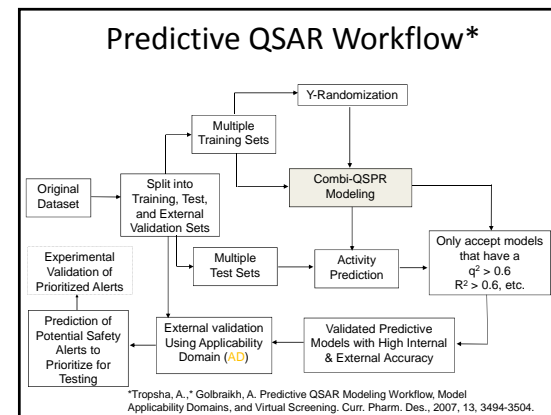 Predictive QSAR Workflow*
Y-Randomization
Multiple
Training Sets
Combi-QSPR
Modeling
Original
Dataset
Split into
Training, Test,
and External
Validation Sets
Only accept models
that have a
q² > 0.6
R² > 0.6, etc.
Multiple
Test Sets
Activity
Prediction
Experimental
Validation of
Prioritized Alerts
Prediction of
Potential Safety
Alerts to
Prioritize for
Testing
External validation
Using Applicability
Domain (AD)
Validated Predictive
Models with High Internal
& External Accuracy
*Tropsha, A.,* Golbraikh, A. Predictive QSAR Modeling Workflow, Model
Applicability Domains, and Virtual Screening. Curr. Pharm. Des., 2007, 13, 3494-3504.